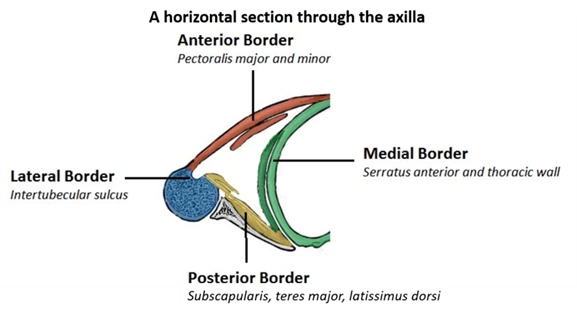 A horizontal section through the axilla
Anterior Border
Pectoralis major and minor
Medial Border
Serratus anterior and thoracic wall
Lateral Border
Intertubecular sulcus
Posterior Border
Subscapularis, teres major, latissimus dorsi